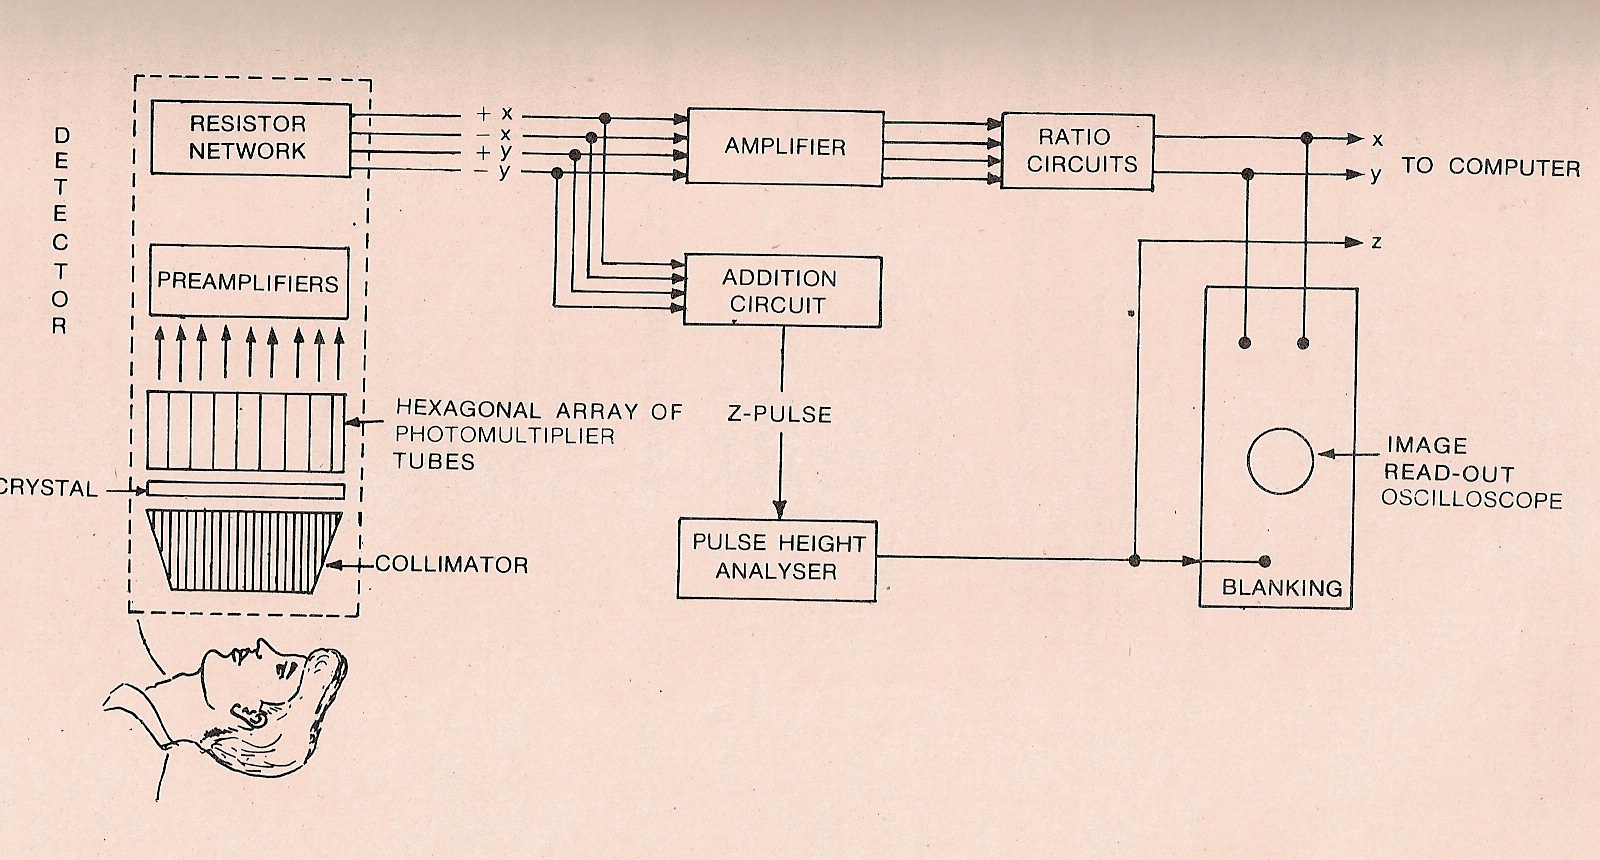 DETECTOR
RESISTOR
NETWORK
+ x
− x
+ y
− y
AMPLIFIER
RATIO
CIRCUITS
x
y
TO COMPUTER
z
PREAMPLIFIERS
ADDITION
CIRCUIT
HEXAGONAL ARRAY OF
PHOTOMULTIPLIER
TUBES
Z-PULSE
IMAGE
READ-OUT
OSCILLOSCOPE
CRYSTAL
COLLIMATOR
PULSE HEIGHT
ANALYSER
BLANKING